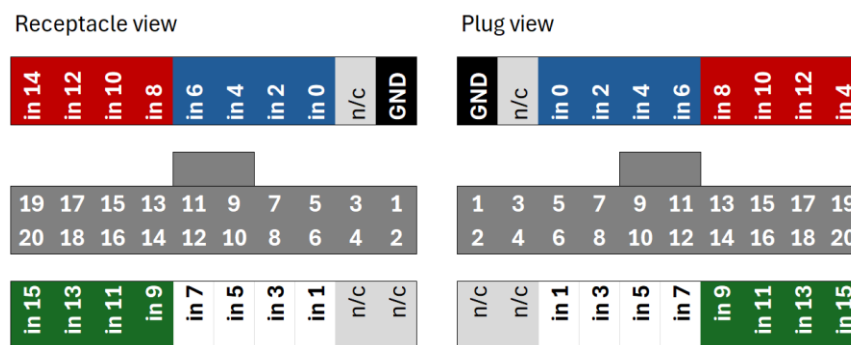 Receptacle view
in 14 in 12 in 10 in 8 in 6 in 4 in 2 in 0 n/c GND
19 17 15 13 11 9 7 5 3 1
20 18 16 14 12 10 8 6 4 2
in 15 in 13 in 11 in 9 in 7 in 5 in 3 in 1 n/c n/c
Plug view
GND n/c in 0 in 2 in 4 in 6 in 8 in 10 in 12 in 4
1 3 5 7 9 11 13 15 17 19
2 4 6 8 10 12 14 16 18 20
n/c n/c in 1 in 3 in 5 in 7 in 9 in 11 in 13 in 15